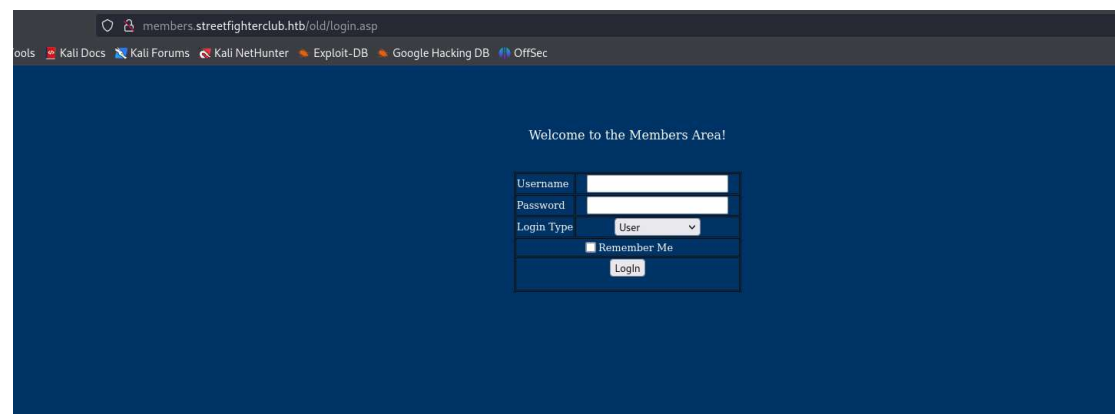 members.streetfighterclub.htb/old/login.asp
ools Kali Docs Kali Forums Kali NetHunter Exploit-DB Google Hacking DB OffSec
Welcome to the Members Area!
Username
Password
Login Type User
Remember Me
LogIn